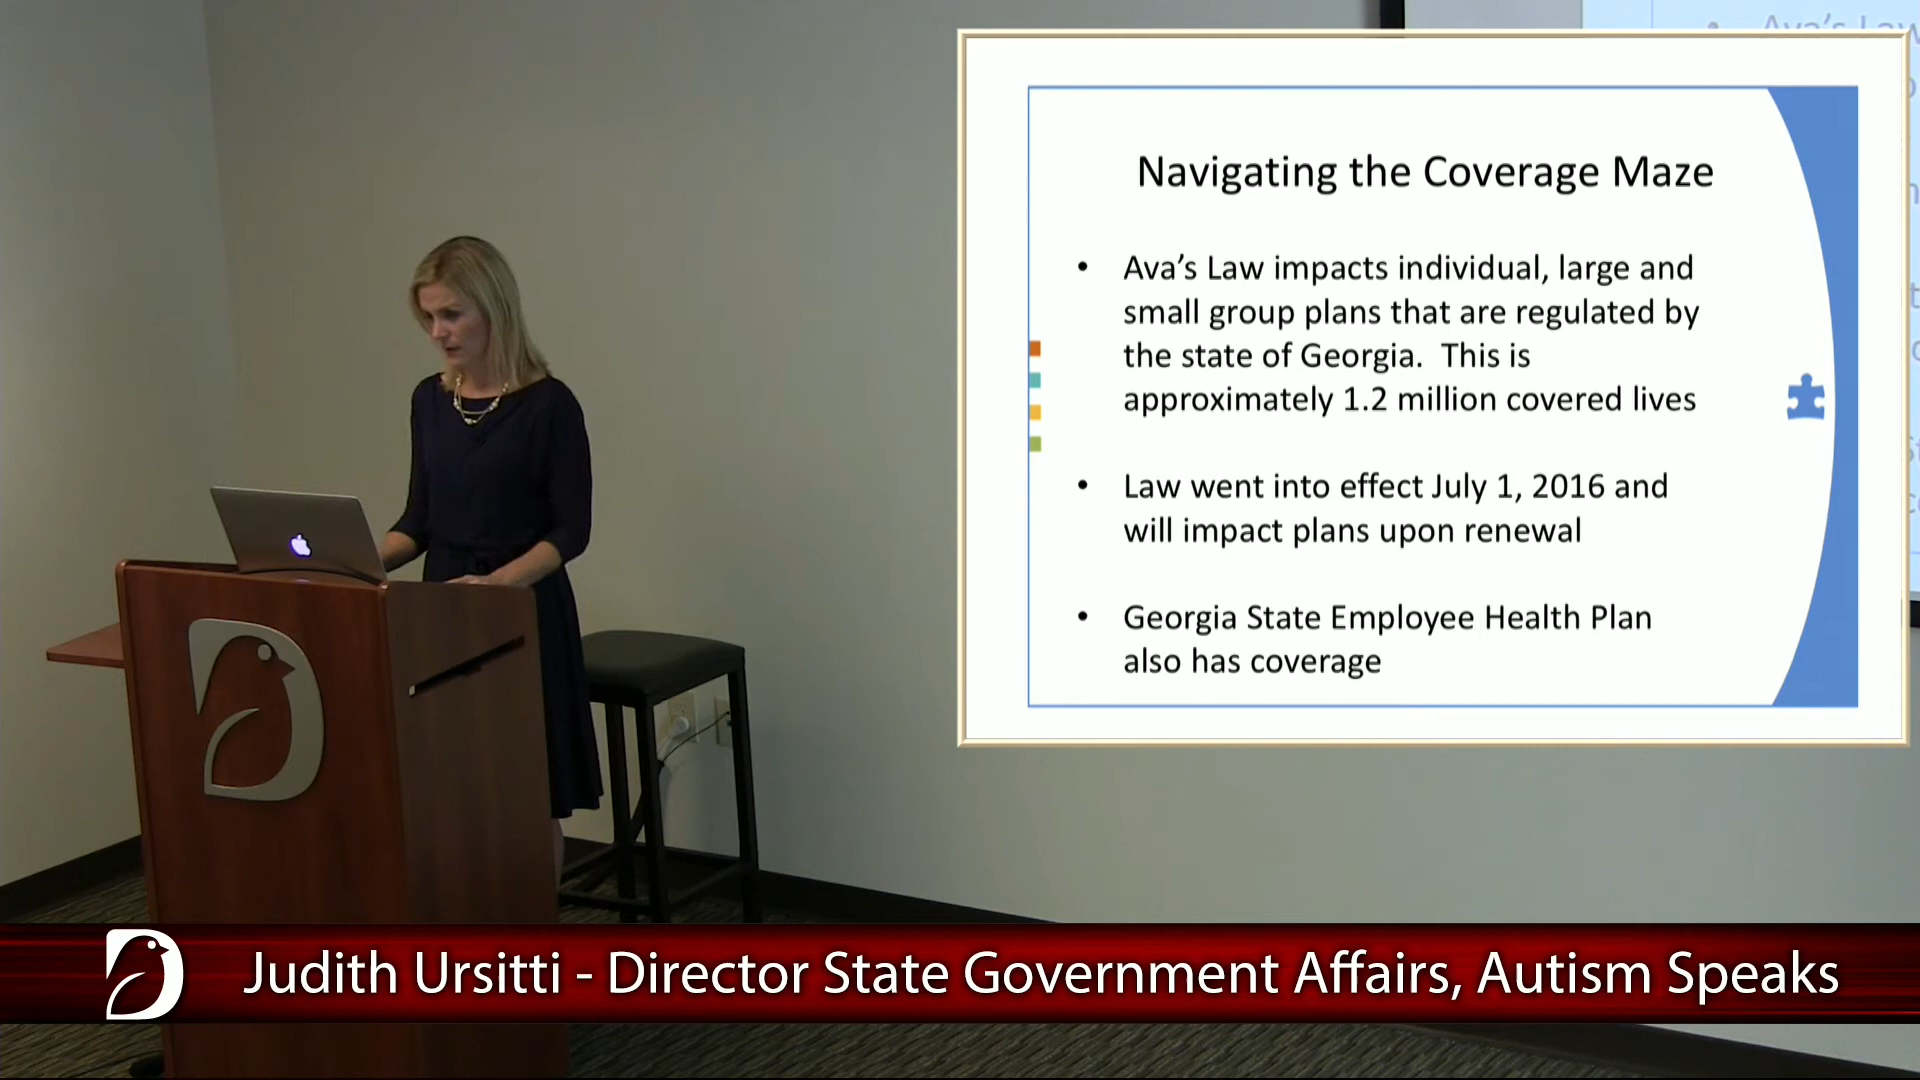 Ava's Law
Navigating the Coverage Maze
• Ava's Law impacts individual, large and
small group plans that are regulated by
the state of Georgia. This is
approximately 1.2 million covered lives
• Law went into effect July 1, 2016 and
will impact plans upon renewal
• Georgia State Employee Health Plan
also has coverage
Judith Ursitti - Director State Government Affairs, Autism Speaks